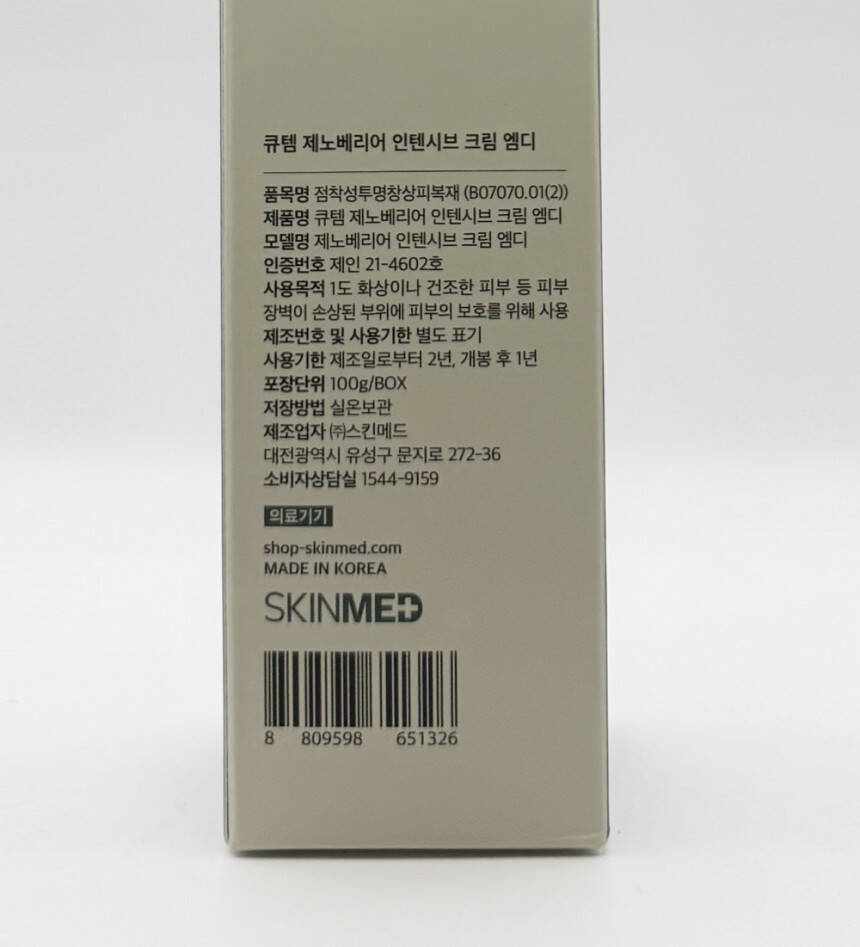 큐템 제노베리어 인텐시브 크림 엠디
품목명 점착성투명창상피복재 (B07070.01(2))
제품명 큐템 제노베리어 인텐시브 크림 엠디
모델명 제노베리어 인텐시브 크림 엠디
인증번호 제인 21-4602호
사용목적 1도 화상이나 건조한 피부 등 피부
장벽이 손상된 부위에 피부의 보호를 위해 사용
제조번호 및 사용기한 별도 표기
사용기한 제조일로부터 2년, 개봉 후 1년
포장단위 100g/BOX
저장방법 실온보관
제조업자 ㈜스킨메드
대전광역시 유성구 문지로 272-36
소비자상담실 1544-9159
의료기기
shop-skinmed.com
MADE IN KOREA
SKINMED
8 809598 651326